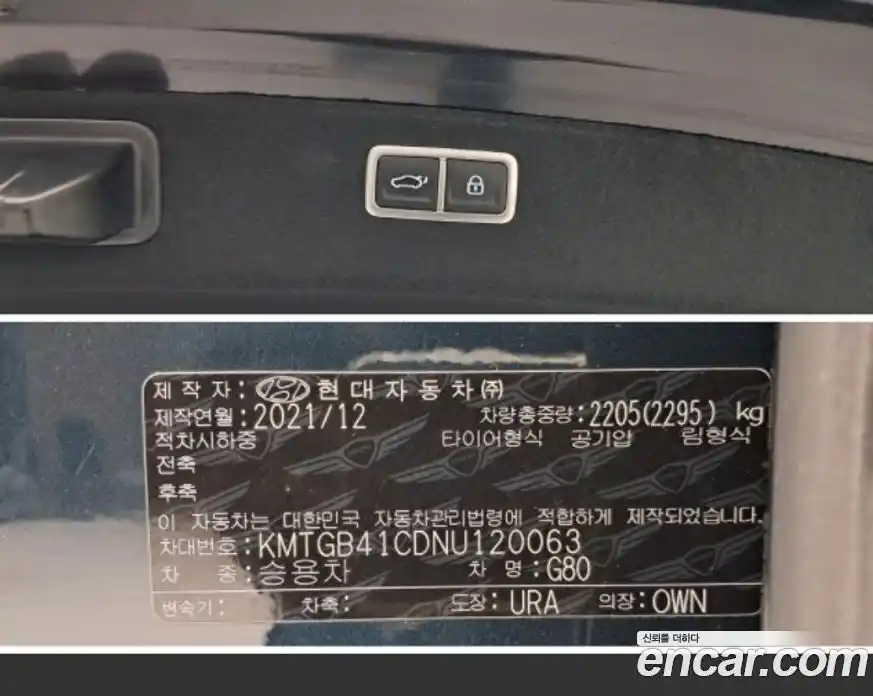 제 작 자 : 현대자동차㈜
제작연월 : 2021/12 차량총중량 : 2205(2295) kg
적차시하중 타이어형식 공기압 림형식
전축
후축
이 자동차는 대한민국 자동차관리법령에 적합하게 제작되었습니다.
차대번호 : KMTGB41CDNU120063
차 종 : 승용차 차 명 : G80
변속기 : 차축 : 도장 : URA 의장 : OWN
신뢰를 더하다
encar.com